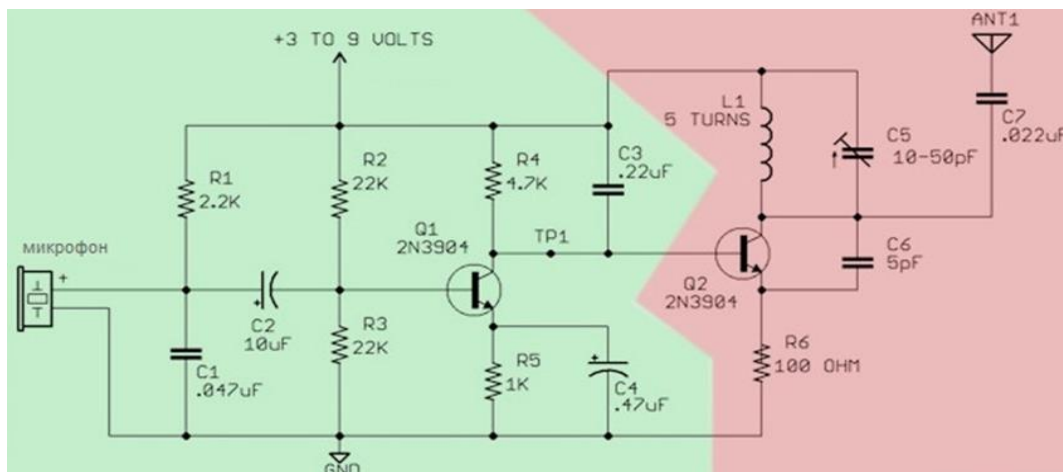 +3 TO 9 VOLTS
ANT1
L1
5 TURNS
C7
.022uF
C5
10-50pF
R1
2.2K
R2
22K
R4
4.7K
C3
.22uF
микрофон
+
Q1
2N3904
TP1
Q2
2N3904
C6
5pF
+
C2
10uF
R3
22K
C1
.047uF
R5
1K
+
C4
.47uF
R6
100 OHM
GND